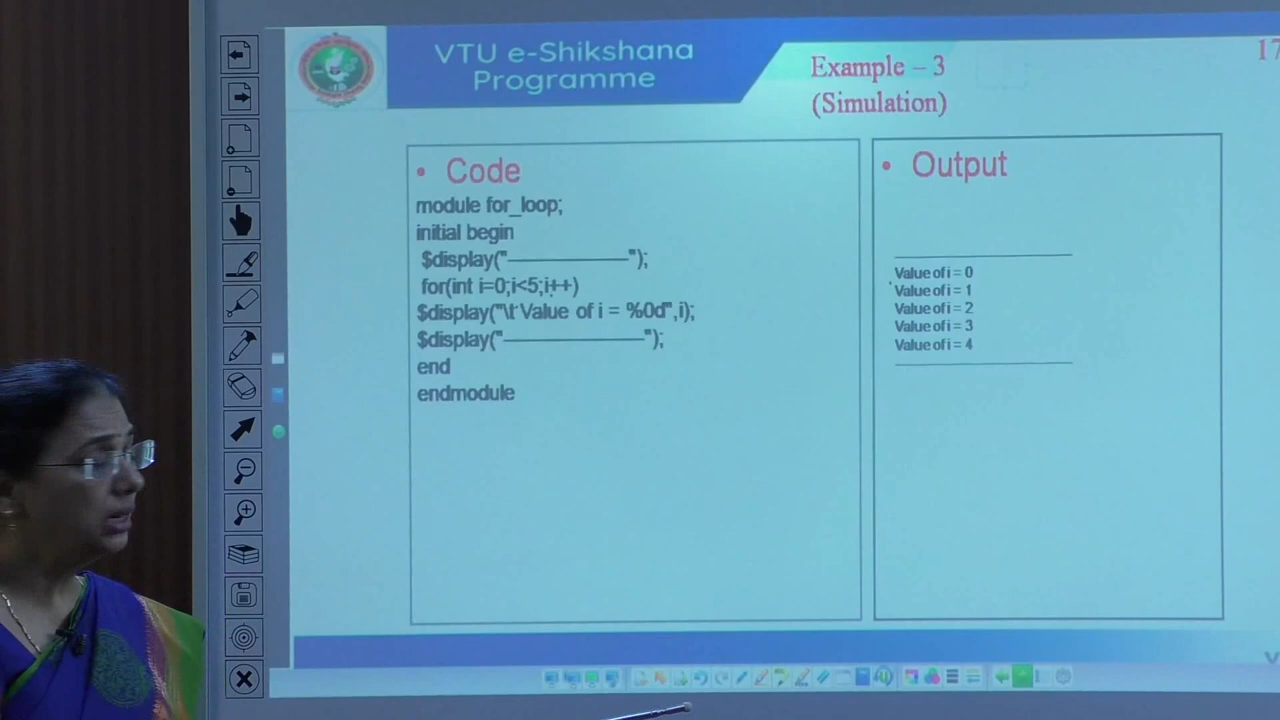 VTU e-Shikshana
Programme
Example – 3
(Simulation)
17
• Code
module for_loop;
initial begin
$display("——————————");
for(int i=0;i<5;i++)
$display("\t Value of i = %0d",i);
$display("———————————");
end
endmodule
• Output
Value of i = 0
Value of i = 1
Value of i = 2
Value of i = 3
Value of i = 4